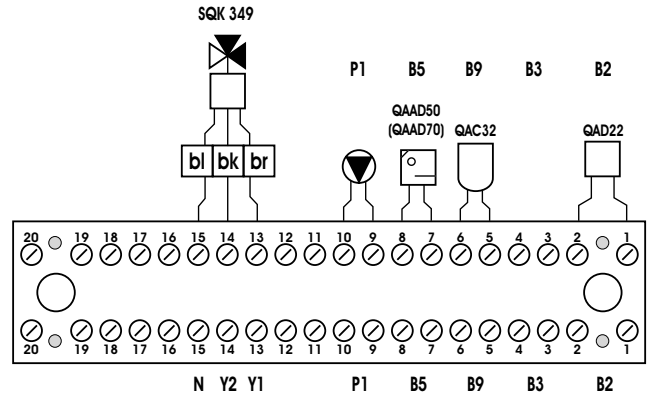 SQK 349
P1 B5 B9 B3 B2
QAAD50
(QAAD70) QAC32 QAD22
bl bk br
20 19 18 17 16 15 14 13 12 11 10 9 8 7 6 5 4 3 2 1
20 19 18 17 16 15 14 13 12 11 10 9 8 7 6 5 4 3 2 1
N Y2 Y1 P1 B5 B9 B3 B2